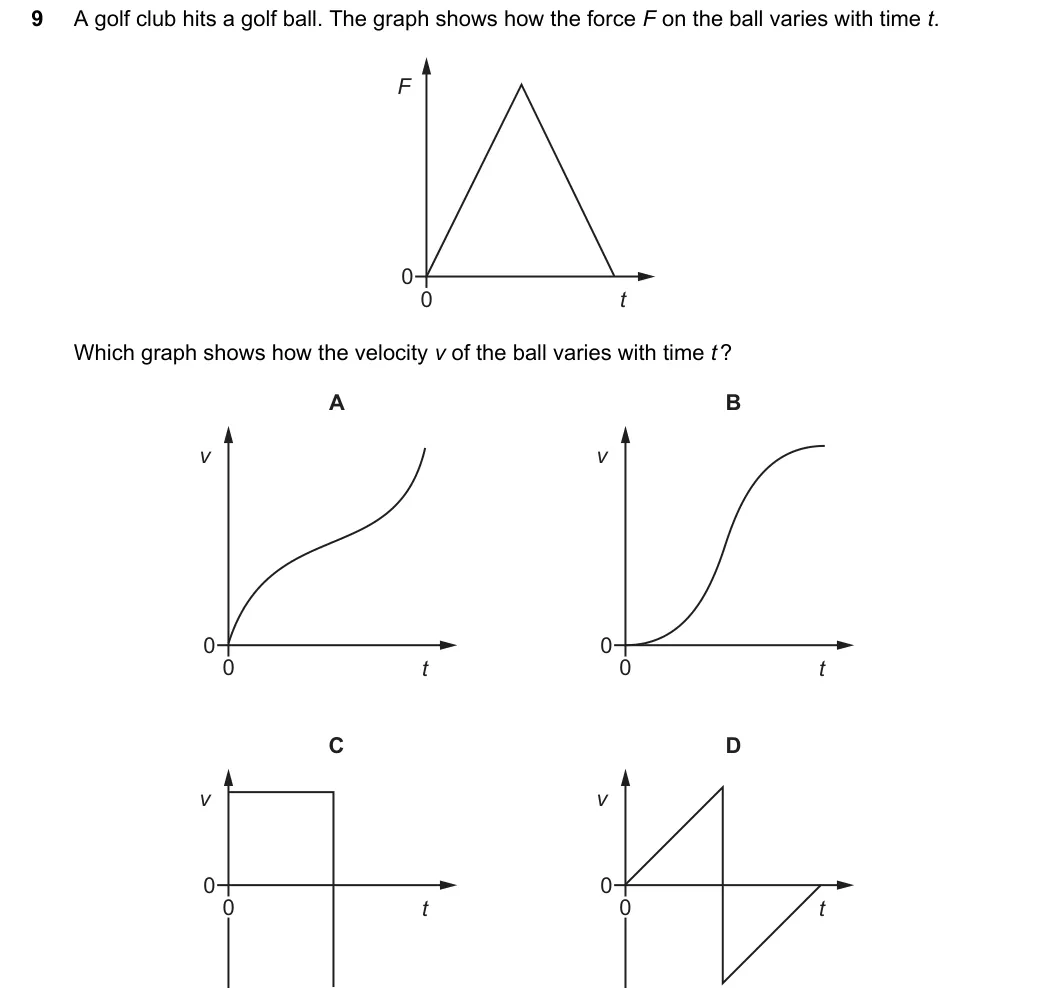 9 A golf club hits a golf ball. The graph shows how the force F on the ball varies with time t.
F
0
0 t
Which graph shows how the velocity v of the ball varies with time t?
A B
v v
0 0
0 t 0 t
C D
v v
0 0
0 t 0 t